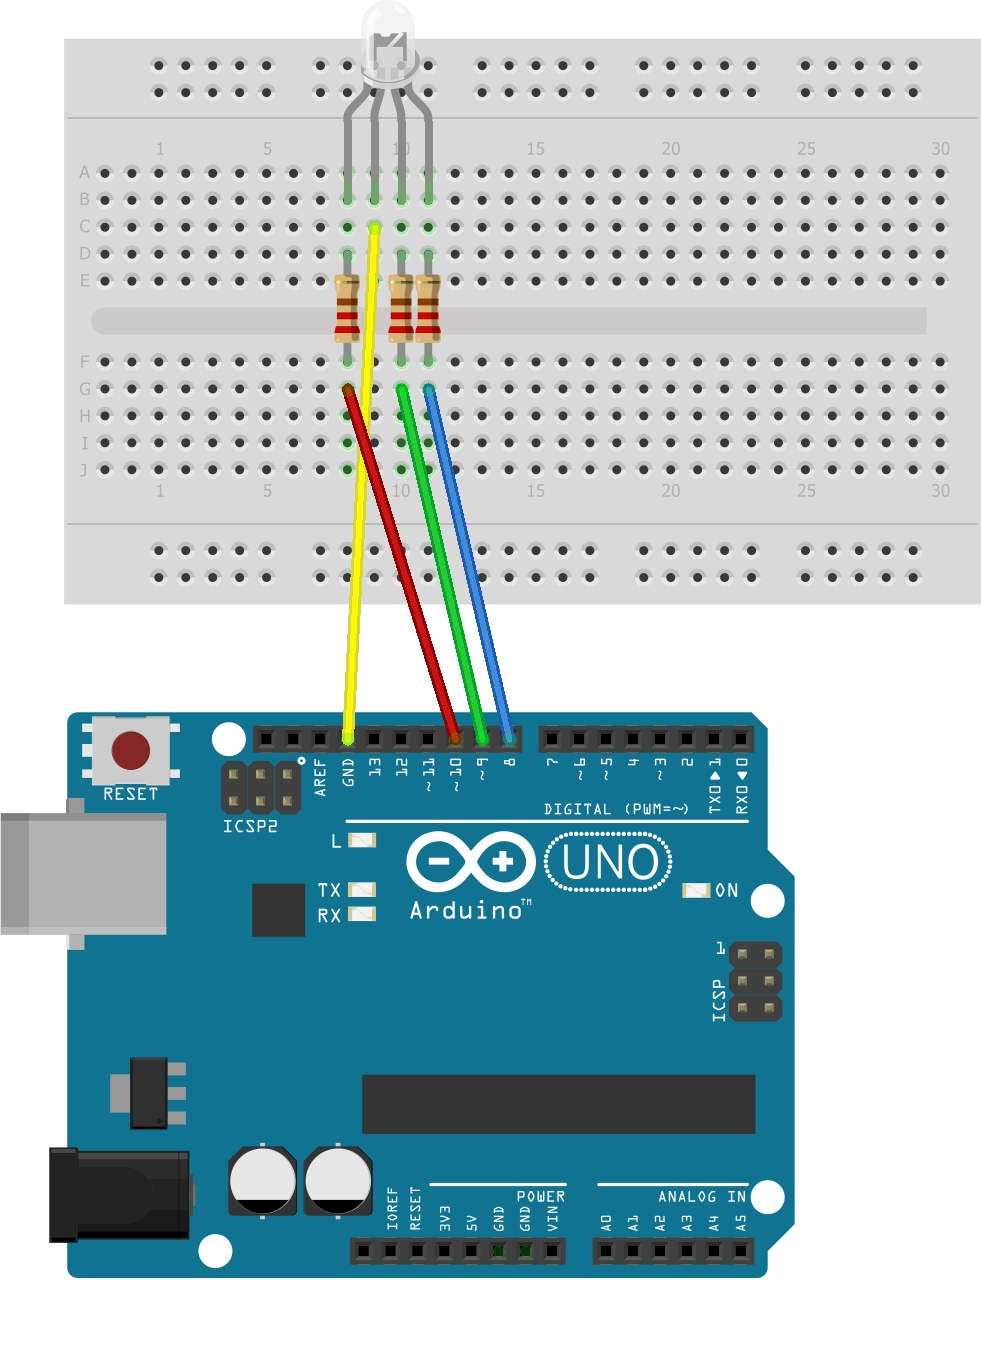 1 5 10 15 20 25 30
A
B
C
D
E
F
G
H
I
J
1 5 10 15 20 25 30
RESET
ICSP2
AREF
GND
13
12
~11
~10
~9
8
7
~6
~5
4
~3
2
TX0▶1
RX0◀0
DIGITAL (PWM=~)
L
TX
RX
UNO
Arduino™
ON
1
ICSP
IOREF
RESET
3V3
5V
GND
GND
VIN
POWER
ANALOG IN
A0
A1
A2
A3
A4
A5